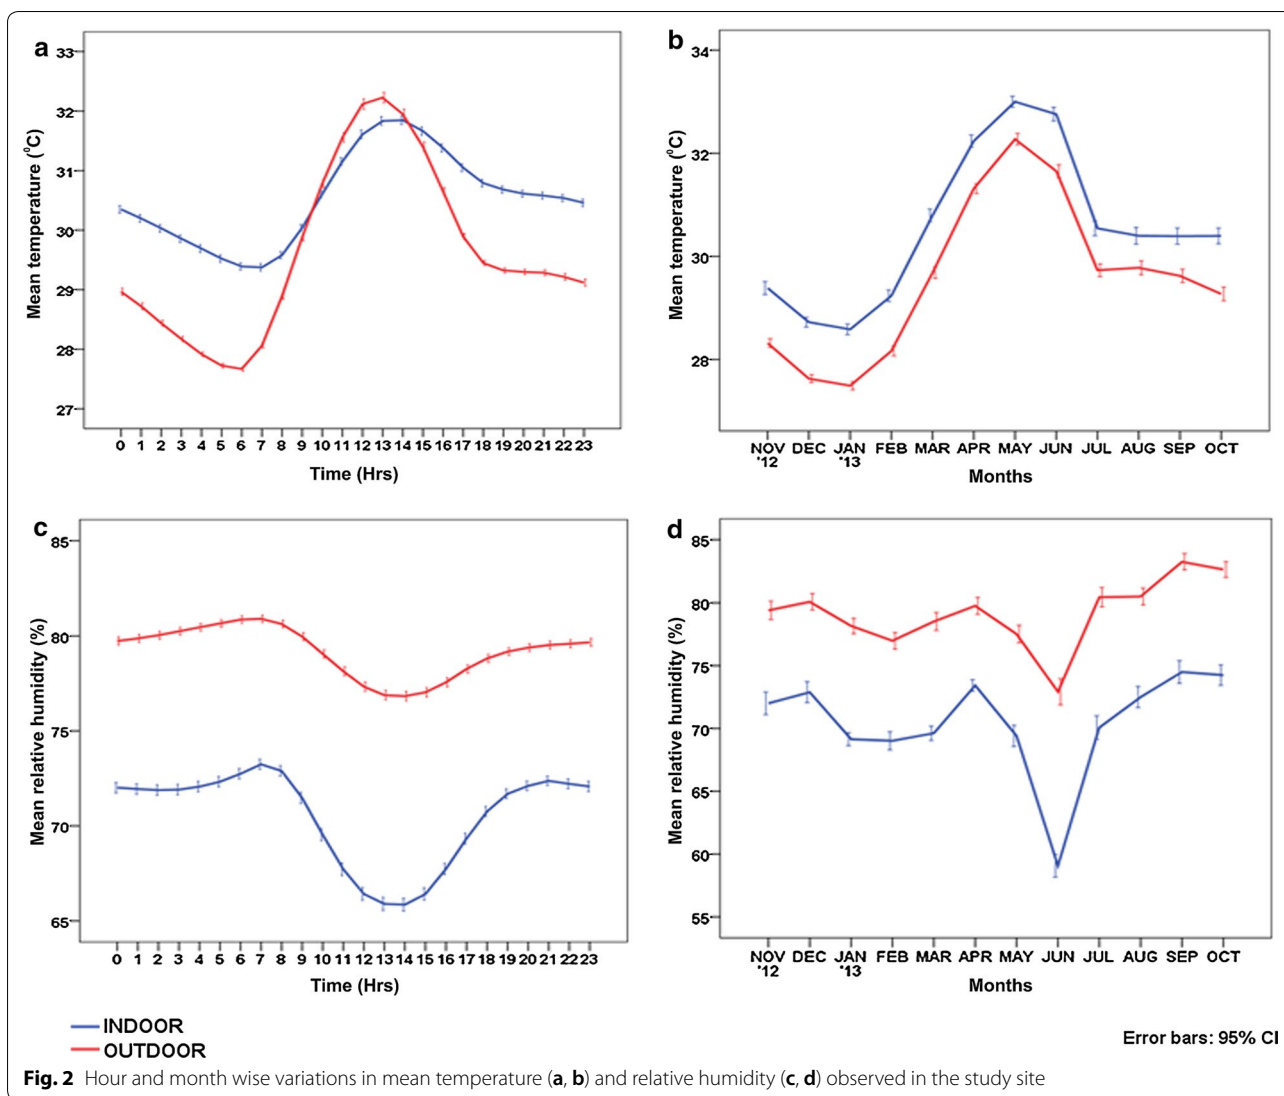 a
33
32
31
30
29
28
27
Mean temperature (⁰C)
0 1 2 3 4 5 6 7 8 9 10 11 12 13 14 15 16 17 18 19 20 21 22 23
Time (Hrs)
b
34
32
30
28
Mean temperature (⁰C)
NOV DEC JAN FEB MAR APR MAY JUN JUL AUG SEP OCT
'12 '13
Months
c
85
80
75
70
65
Mean relative humidity (%)
0 1 2 3 4 5 6 7 8 9 10 11 12 13 14 15 16 17 18 19 20 21 22 23
Time (Hrs)
d
85
80
75
70
65
60
55
Mean relative humidity (%)
NOV DEC JAN FEB MAR APR MAY JUN JUL AUG SEP OCT
'12 '13
Months
INDOOR
OUTDOOR
Error bars: 95% CI
Fig. 2 Hour and month wise variations in mean temperature (a, b) and relative humidity (c, d) observed in the study site